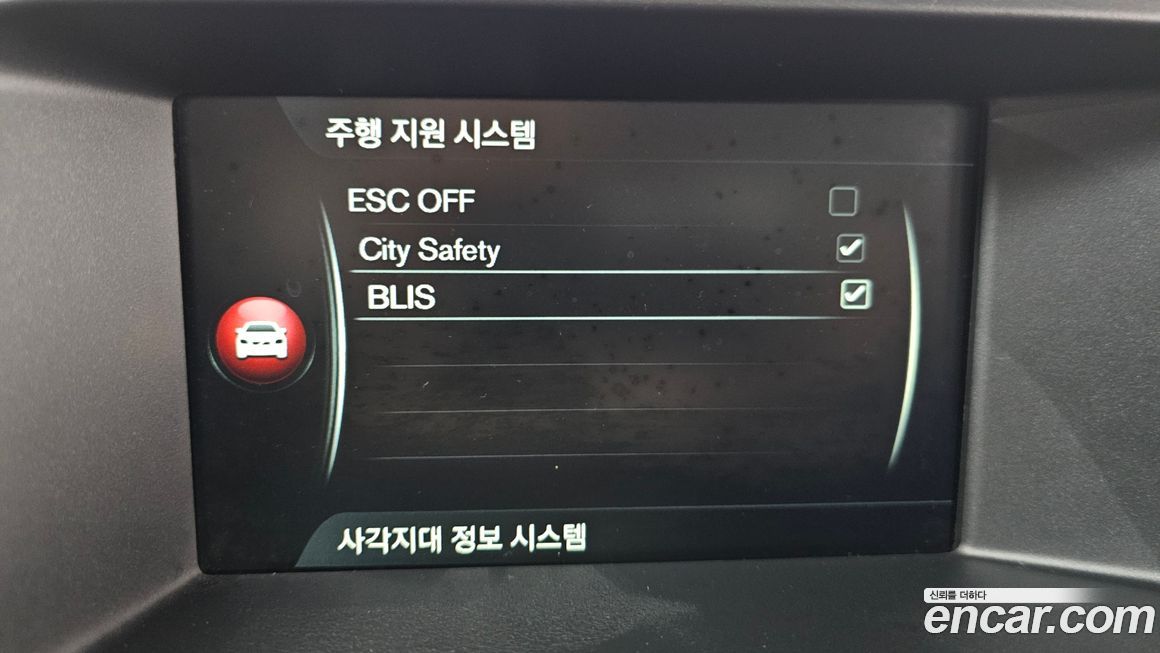 주행 지원 시스템
ESC OFF
City Safety
BLIS
사각지대 정보 시스템
신뢰를 더하다
encar.com